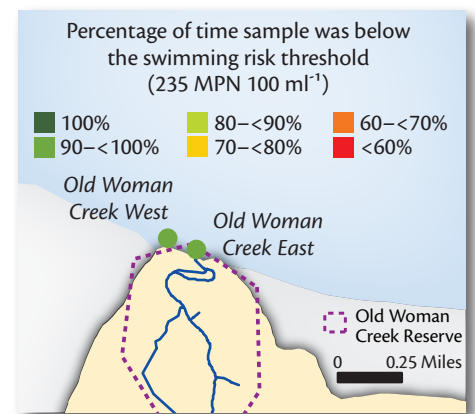 Percentage of time sample was below
the swimming risk threshold
(235 MPN 100 ml⁻¹)
100%
80–<90%
60–<70%
90–<100%
70–<80%
<60%
Old Woman
Creek West
Old Woman
Creek East
Old Woman
Creek Reserve
0 0.25 Miles